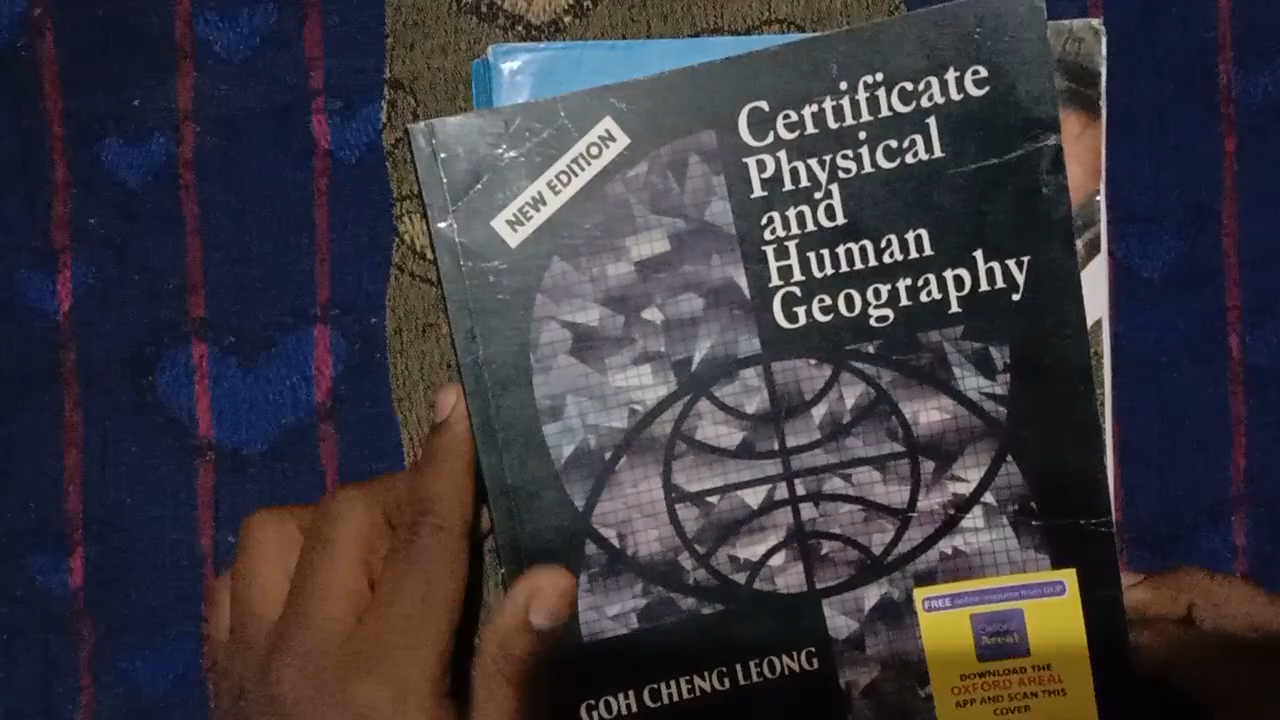 NEW EDITION
Certificate
Physical
and
Human
Geography
FREE online resource from OUP
Oxford
Areal
DOWNLOAD THE
OXFORD AREAL
APP AND SCAN THIS
COVER
GOH CHENG LEONG